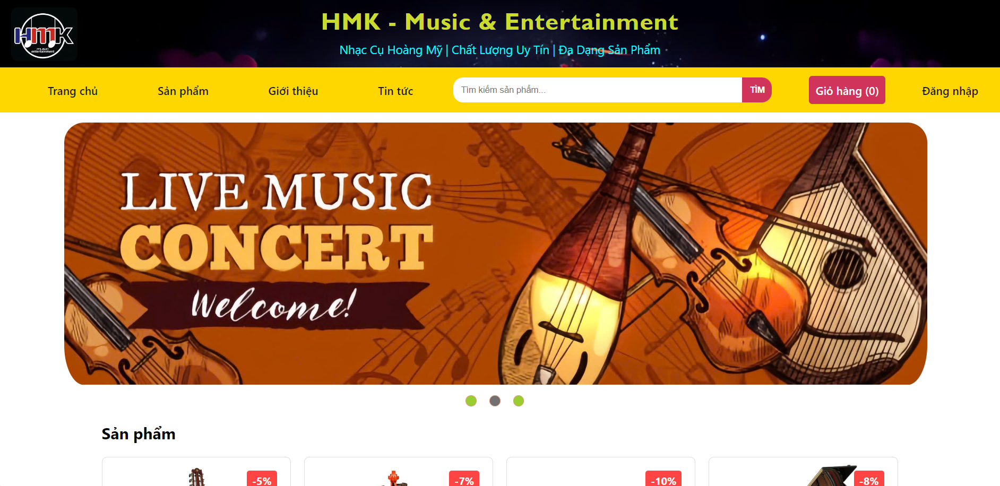 HMK
MUSIC
entertainment
HMK - Music & Entertainment
Nhạc Cụ Hoàng Mỹ | Chất Lượng Uy Tín | Đa Dạng Sản Phẩm
Trang chủ
Sản phẩm
Giới thiệu
Tin tức
Tìm kiếm sản phẩm...
TÌM
Giỏ hàng (0)
Đăng nhập
LIVE MUSIC
CONCERT
Welcome!
Sản phẩm
-5%
-7%
-10%
-8%